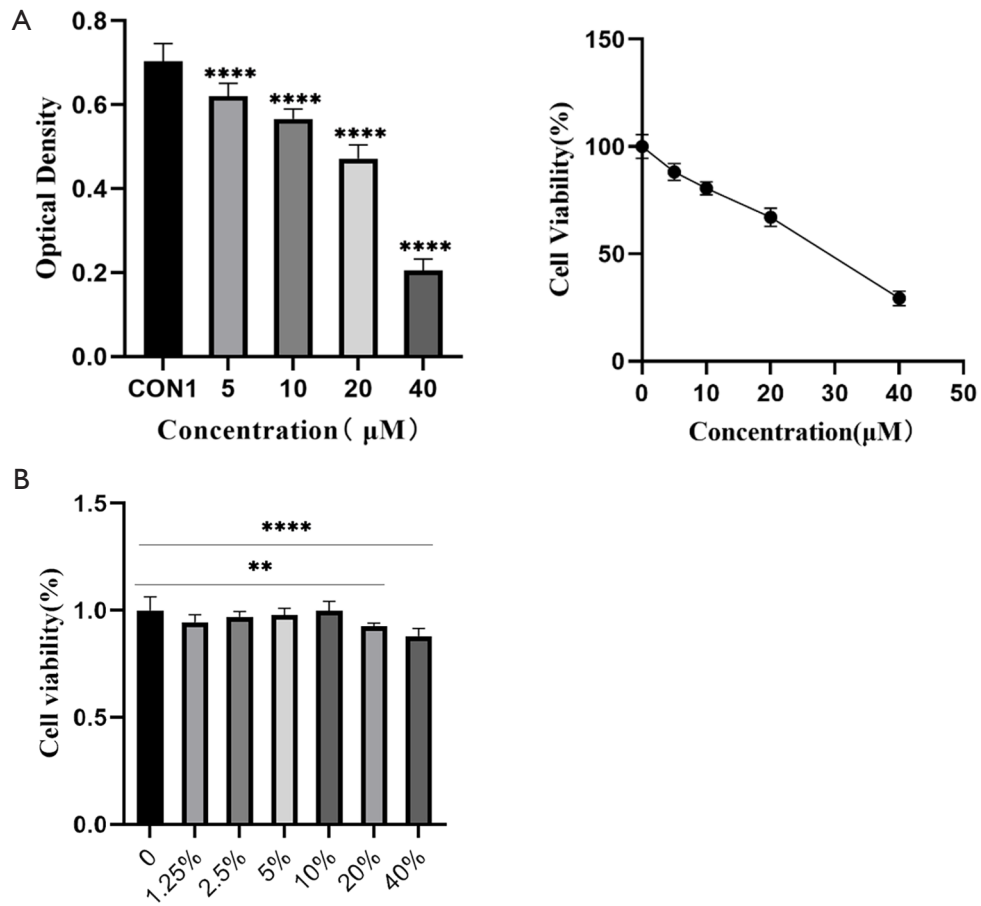 A
Optical Density
0.8
0.6
0.4
0.2
0.0
****
****
****
****
CON1 5 10 20 40
Concentration( μM)
Cell Viability(%)
150
100
50
0
0 10 20 30 40 50
Concentration(μM)
B
Cell viability(%)
1.5
1.0
0.5
0.0
****
**
0 1.25% 2.5% 5% 10% 20% 40%